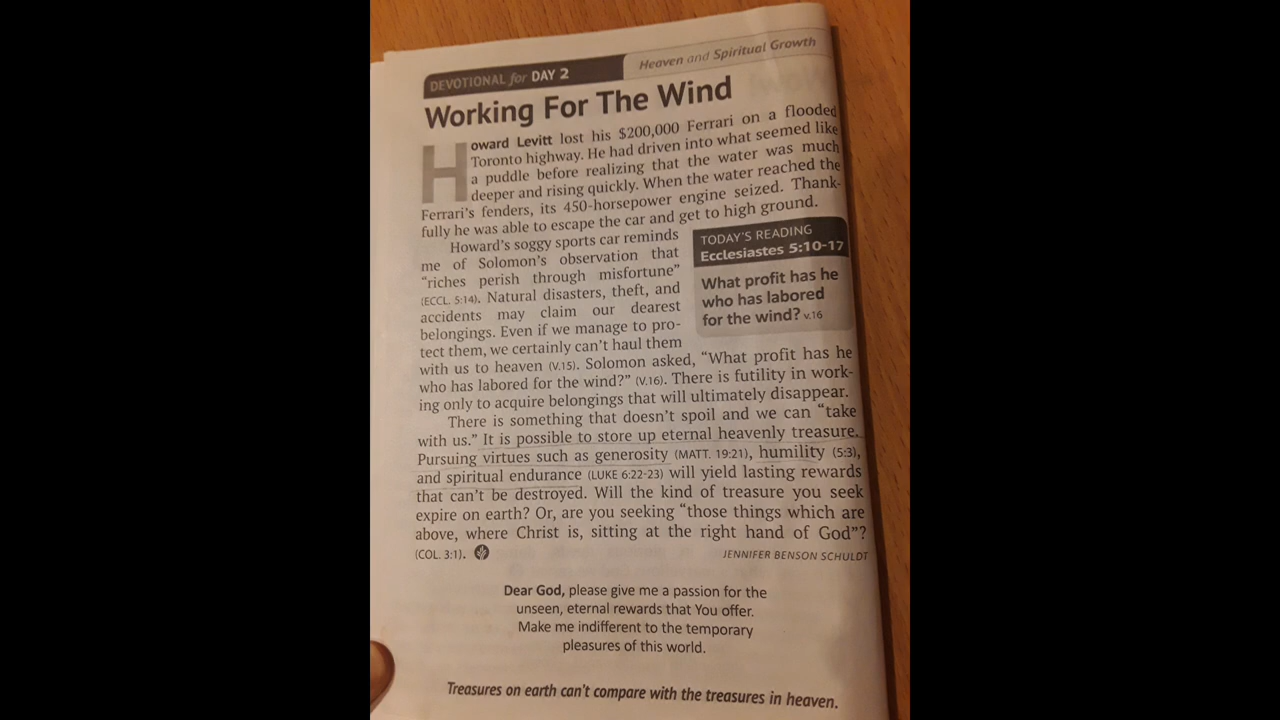 DEVOTIONAL for DAY 2
Heaven and Spiritual Growth
Working For The Wind
Howard Levitt lost his $200,000 Ferrari on a flooded
Toronto highway. He had driven into what seemed like
a puddle before realizing that the water was much
deeper and rising quickly. When the water reached the
Ferrari's fenders, its 450-horsepower engine seized. Thank-
fully he was able to escape the car and get to high ground.
Howard's soggy sports car reminds
me of Solomon's observation that
"riches perish through misfortune"
(ECCL. 5:14). Natural disasters, theft, and
accidents may claim our dearest
belongings. Even if we manage to pro-
tect them, we certainly can't haul them
with us to heaven (V.15). Solomon asked, "What profit has he
who has labored for the wind?" (V.16). There is futility in work-
ing only to acquire belongings that will ultimately disappear.
TODAY'S READING
Ecclesiastes 5:10-17
What profit has he
who has labored
for the wind? v.16
There is something that doesn't spoil and we can "take
with us." It is possible to store up eternal heavenly treasure.
Pursuing virtues such as generosity (MATT. 19:21), humility (5:3),
and spiritual endurance (LUKE 6:22-23) will yield lasting rewards
that can't be destroyed. Will the kind of treasure you seek
expire on earth? Or, are you seeking "those things which are
above, where Christ is, sitting at the right hand of God"?
(COL. 3:1).
JENNIFER BENSON SCHULDT
Dear God, please give me a passion for the
unseen, eternal rewards that You offer.
Make me indifferent to the temporary
pleasures of this world.
Treasures on earth can't compare with the treasures in heaven.